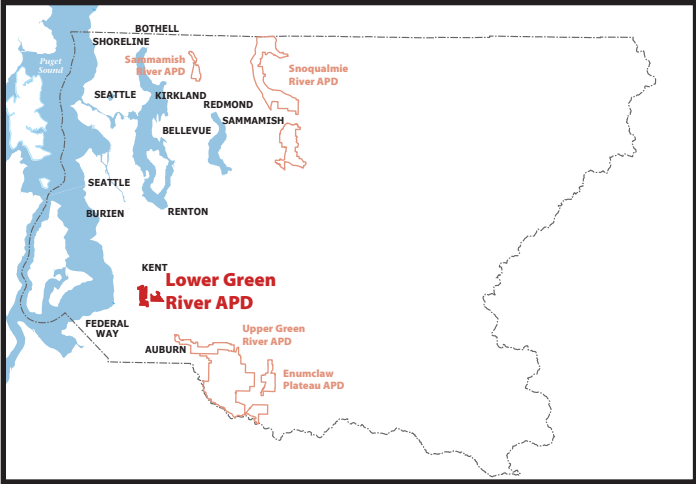 BOTHELL
SHORELINE
Sammamish
River APD
Puget
Sound
Snoqualmie
River APD
SEATTLE
KIRKLAND
REDMOND
SAMMAMISH
BELLEVUE
SEATTLE
BURIEN
RENTON
KENT
Lower Green
River APD
FEDERAL
WAY
Upper Green
River APD
AUBURN
Enumclaw
Plateau APD